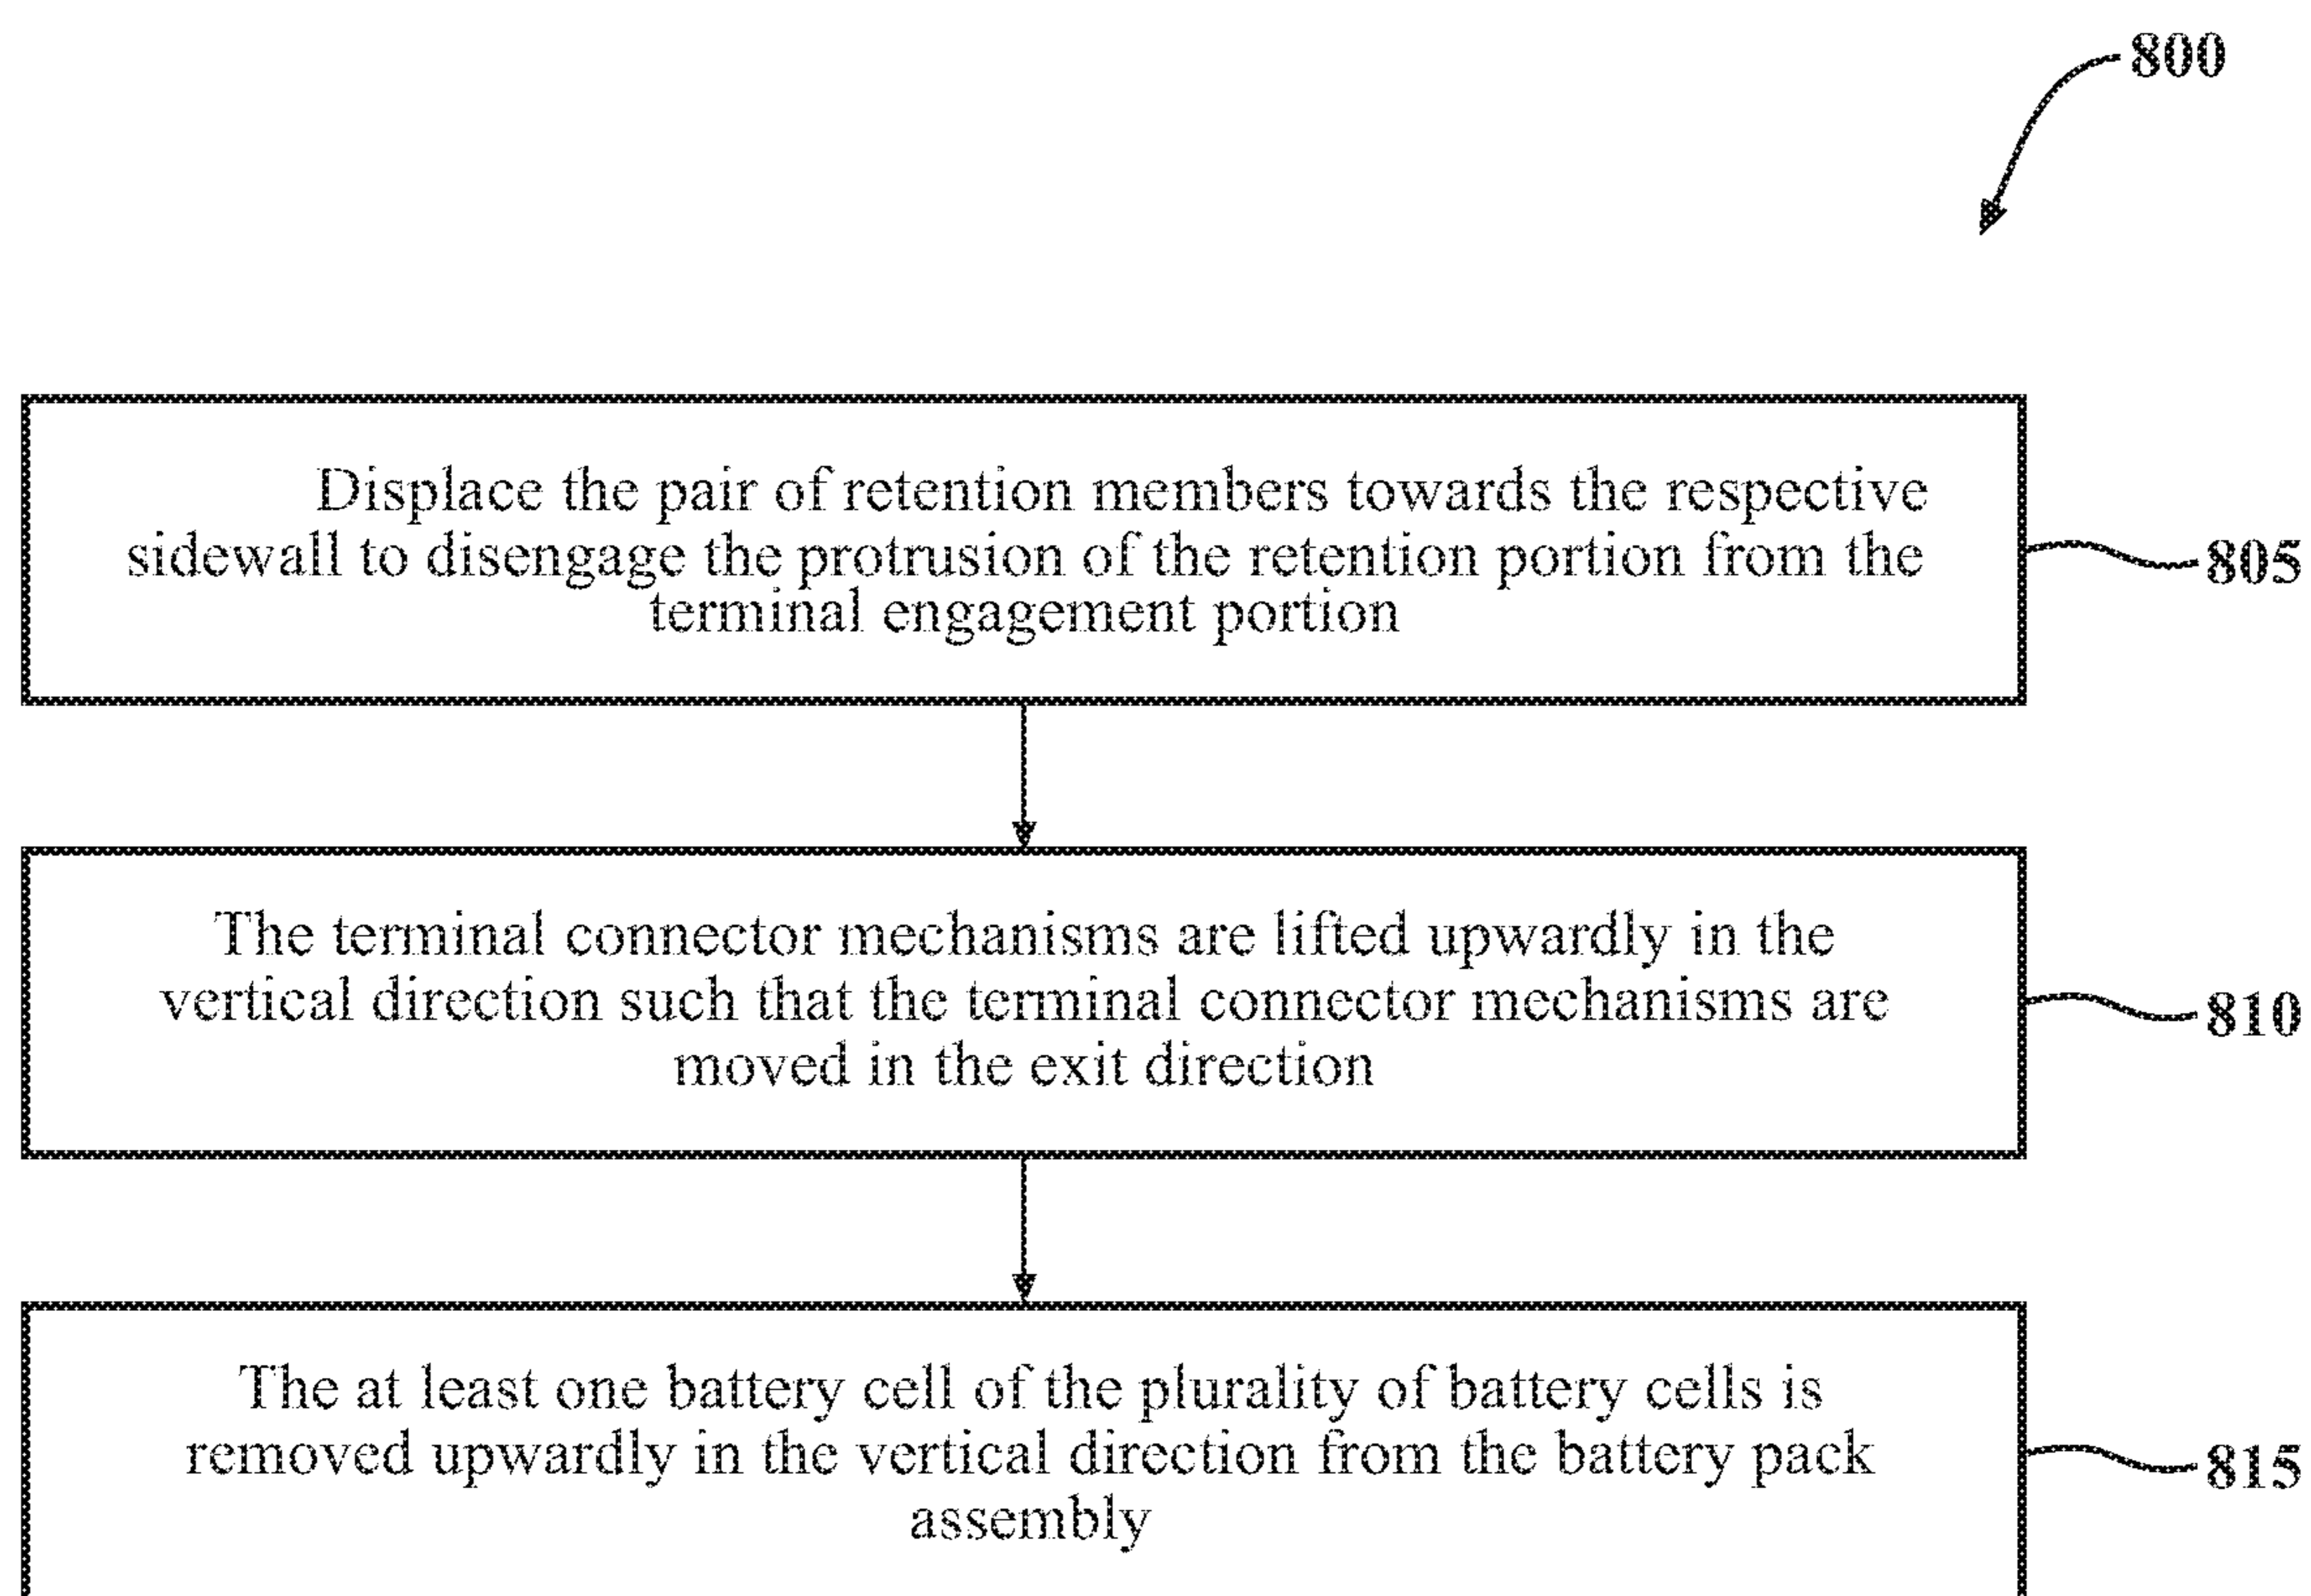 800
Displace the pair of retention members towards the respective
sidewall to disengage the protrusion of the retention portion from the
terminal engagement portion
805
The terminal connector mechanisms are lifted upwardly in the
vertical direction such that the terminal connector mechanisms are
moved in the exit direction
810
The at least one battery cell of the plurality of battery cells is
removed upwardly in the vertical direction from the battery pack
assembly
815